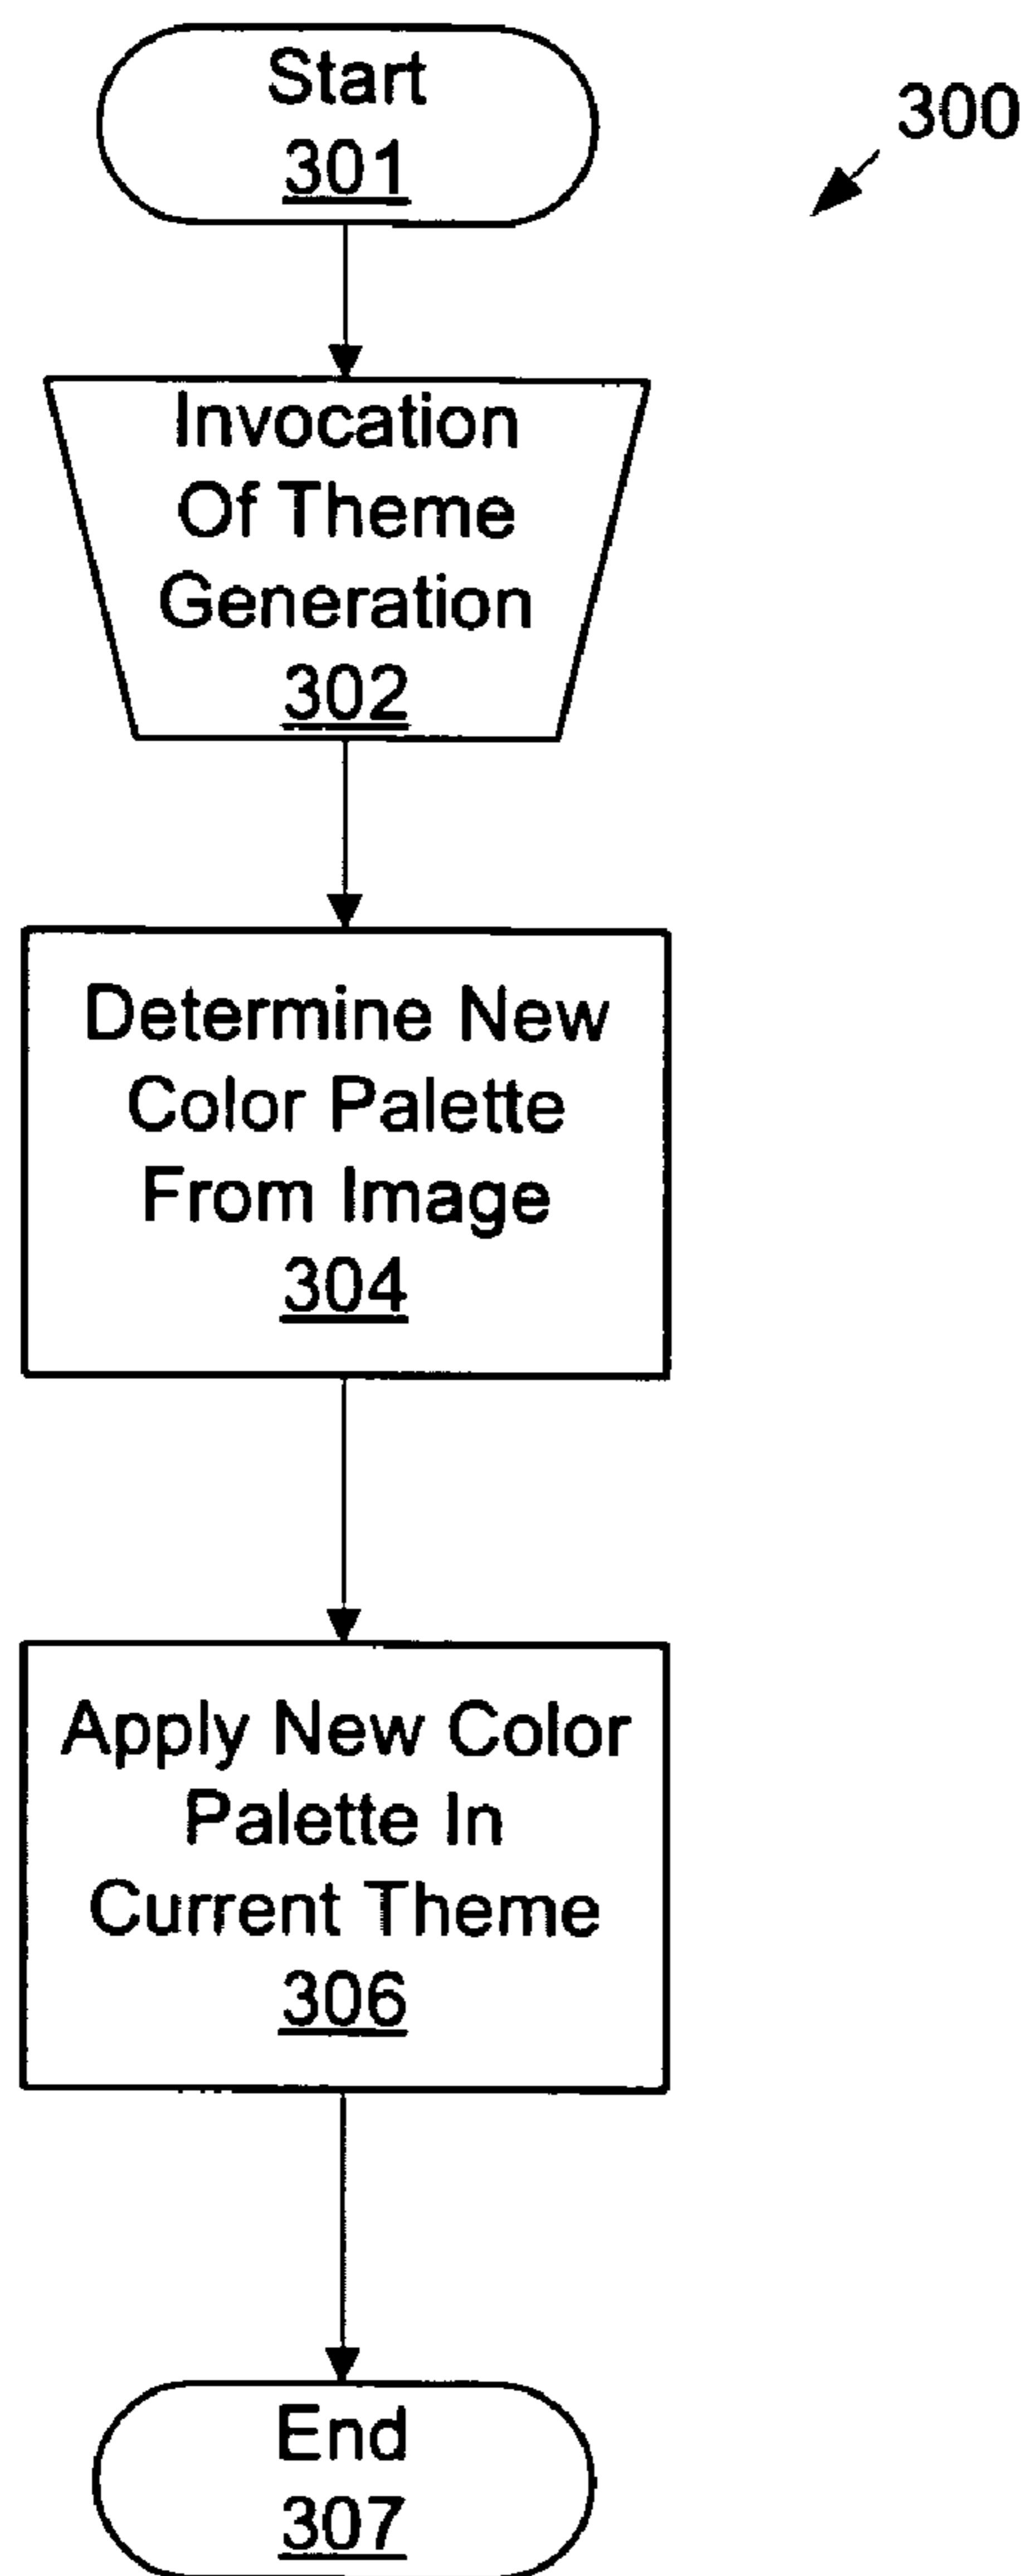 Start
301
300
Invocation
Of Theme
Generation
302
Determine New
Color Palette
From Image
304
Apply New Color
Palette In
Current Theme
306
End
307